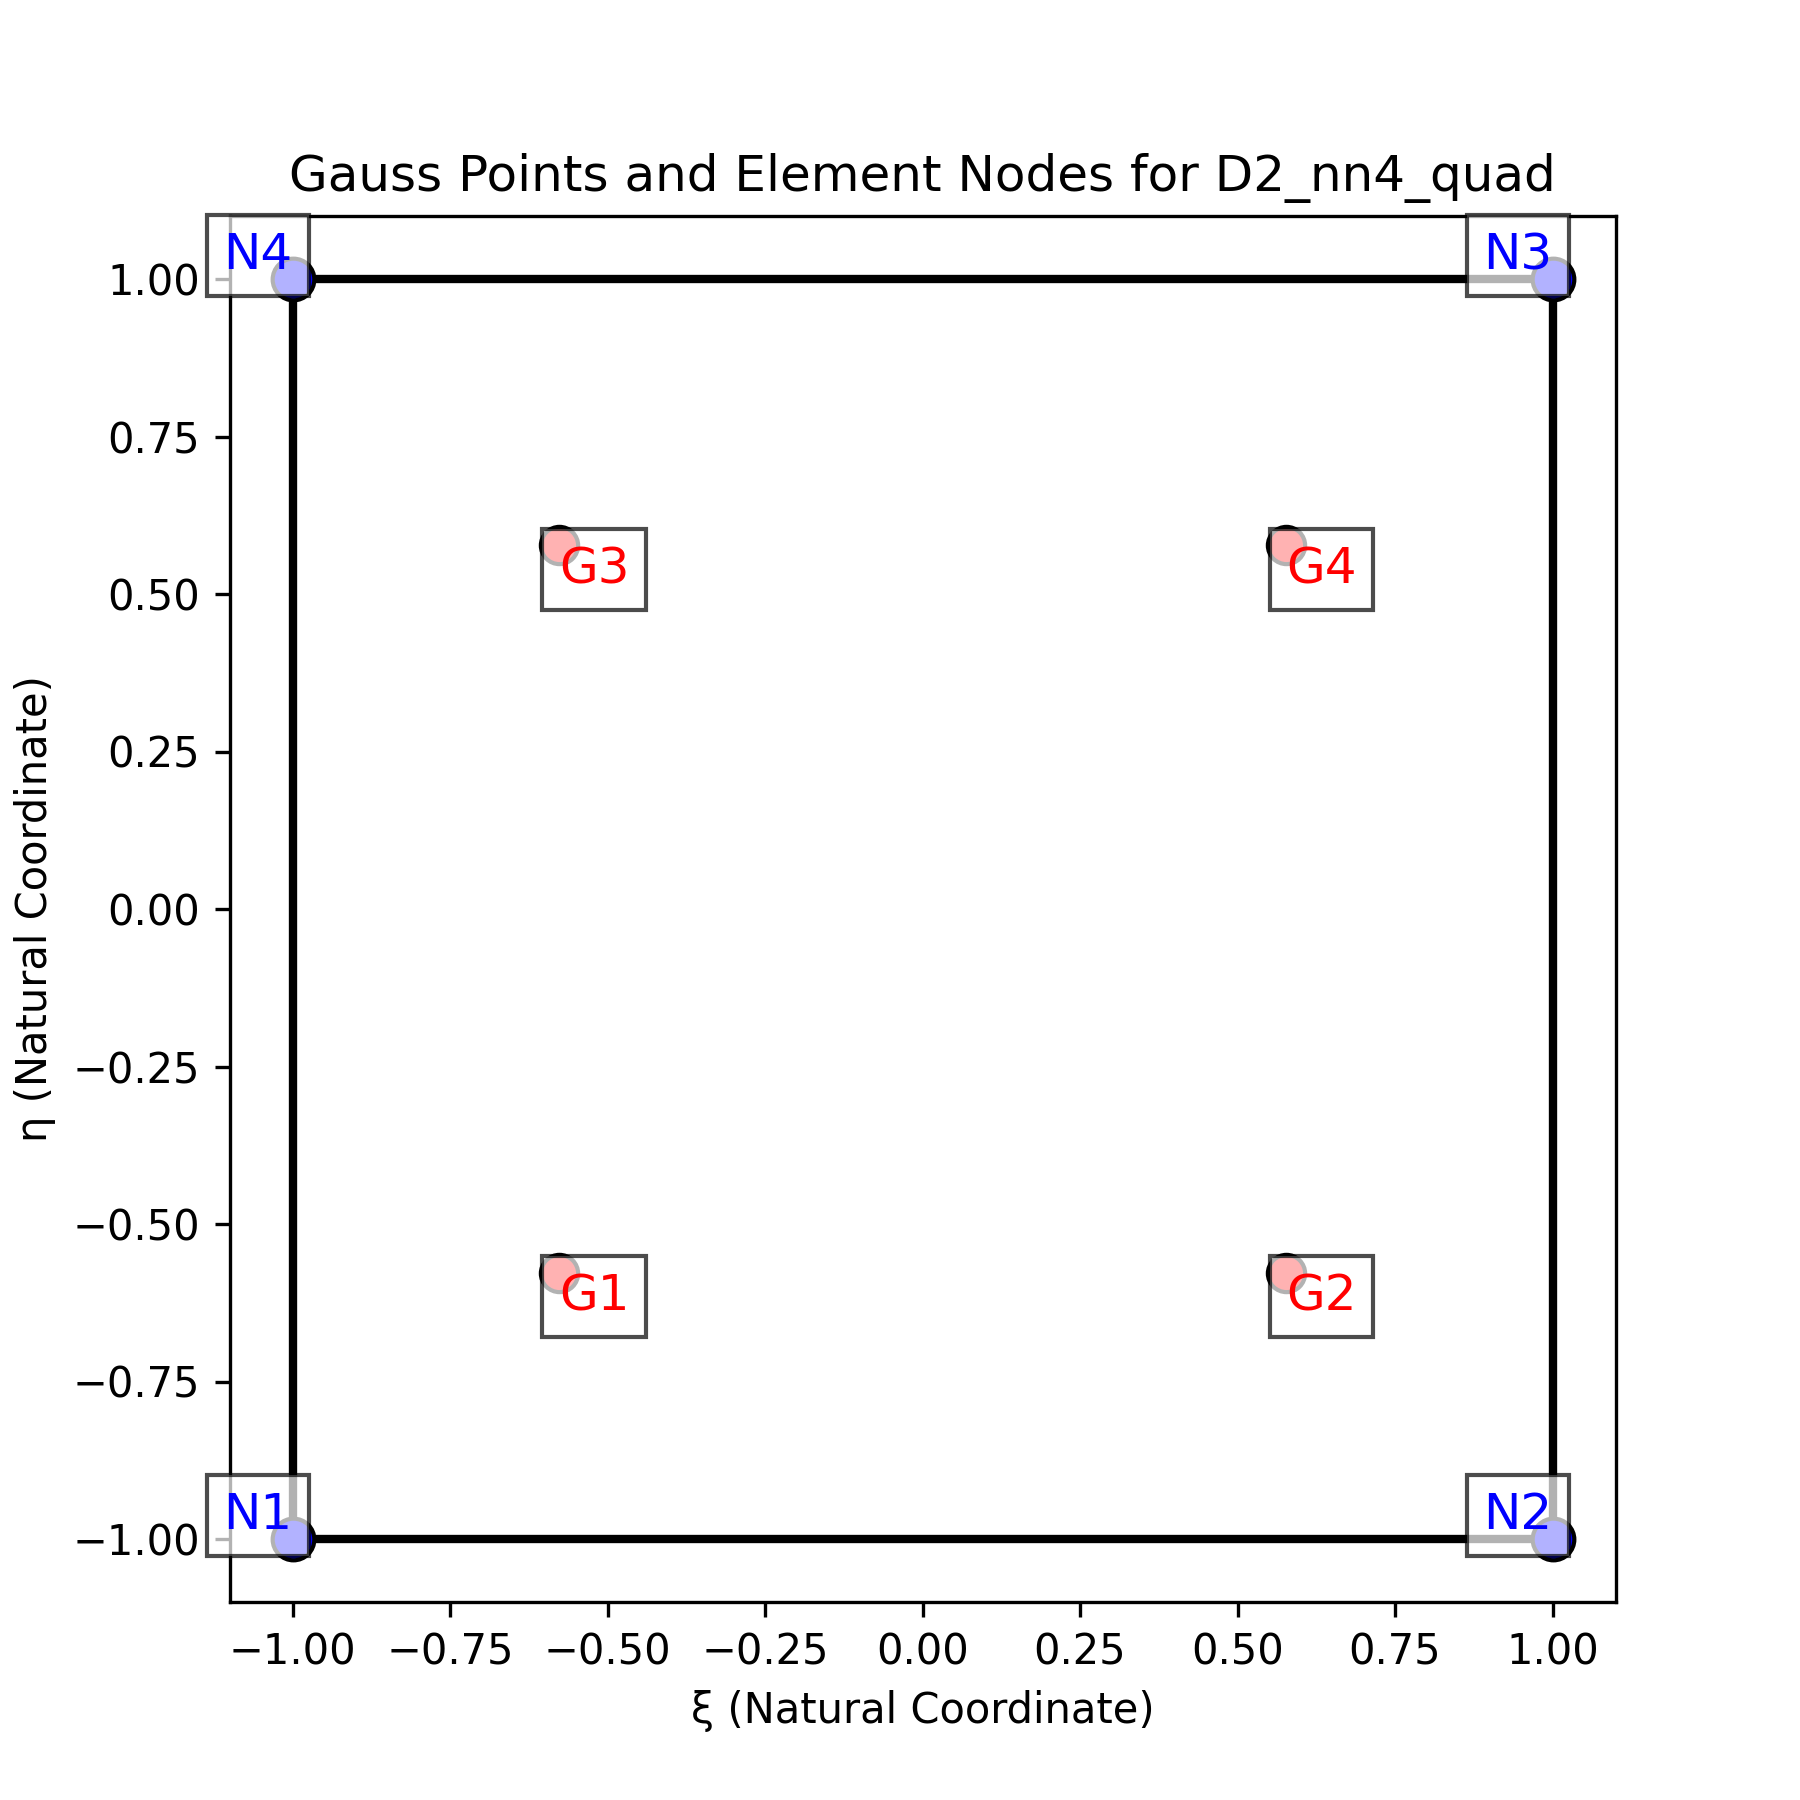 Gauss Points and Element Nodes for D2_nn4_quad
N4
N3
1.00
0.75
G3
G4
0.50
0.25
η (Natural Coordinate)
0.00
−0.25
−0.50
G1
G2
−0.75
N1
N2
−1.00
−1.00 −0.75 −0.50 −0.25 0.00 0.25 0.50 0.75 1.00
ξ (Natural Coordinate)